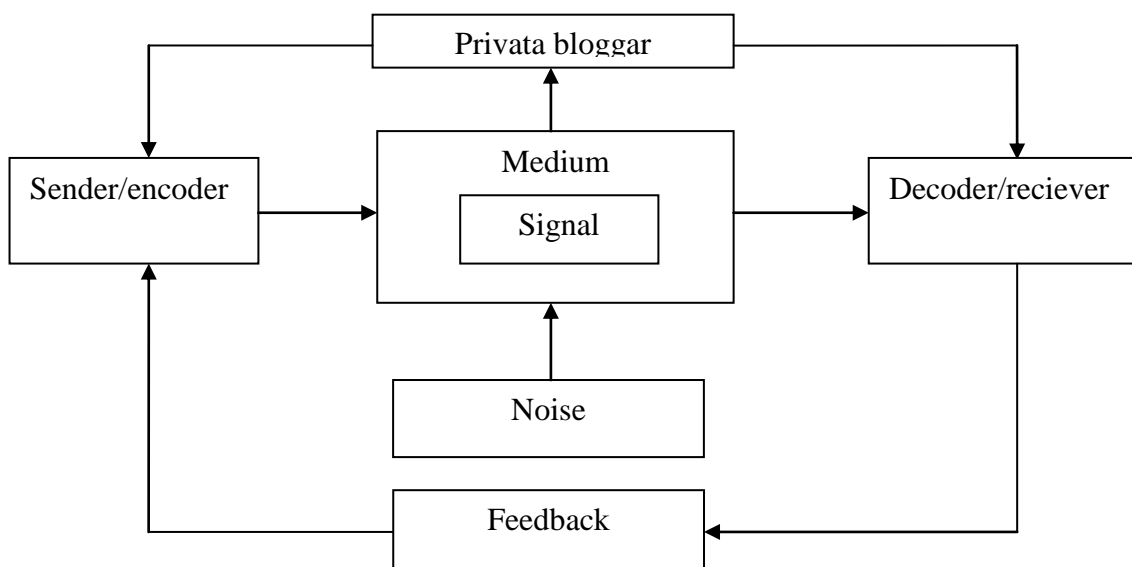 Privata bloggar
Sender/encoder
Medium
Signal
Decoder/reciever
Noise
Feedback